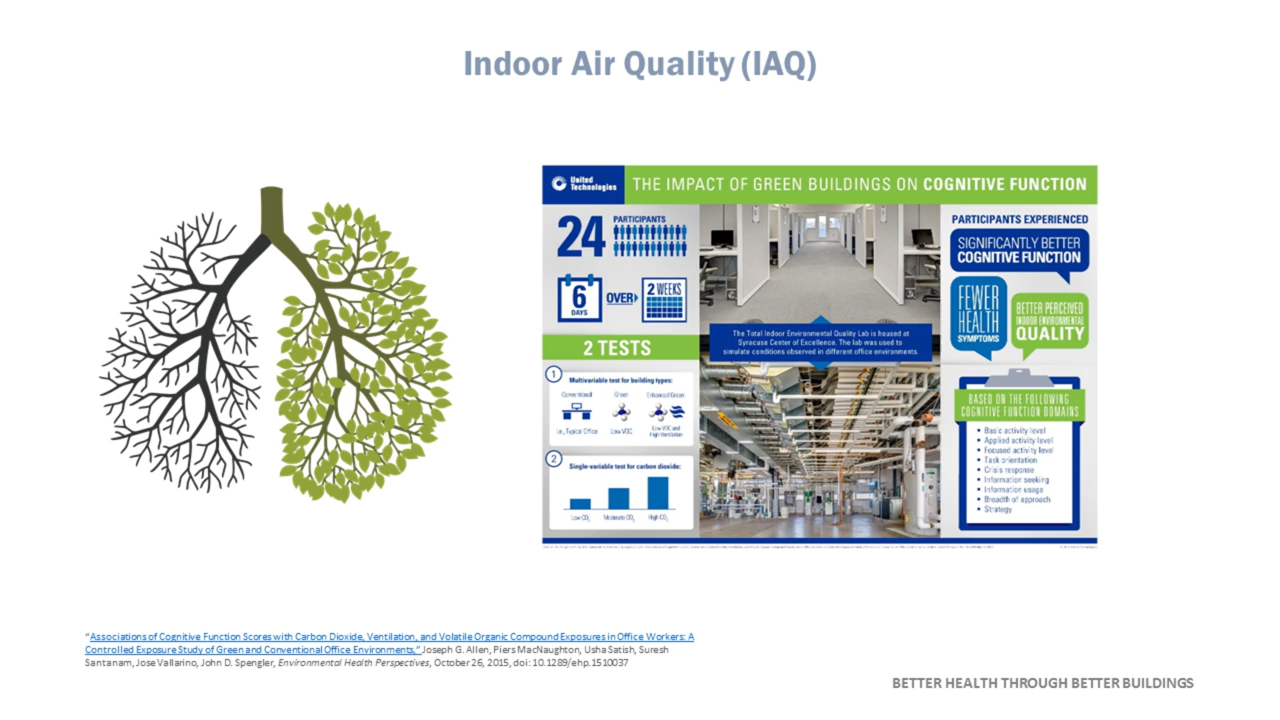 Indoor Air Quality (IAQ)
United
Technologies
THE IMPACT OF GREEN BUILDINGS ON COGNITIVE FUNCTION
24
PARTICIPANTS
6
DAYS
OVER
2 WEEKS
2 TESTS
1
Multivariable test for building types:
Conventional
Green
Enhanced Green
i.e., Typical Office
Low VOC
Low VOC and
High Ventilation
2
Single-variable test for carbon dioxide:
Low CO₂
Moderate CO₂
High CO₂
The Total Indoor Environmental Quality Lab is housed at
Syracuse Center of Excellence. The lab was used to
simulate conditions observed in different office environments.
PARTICIPANTS EXPERIENCED
SIGNIFICANTLY BETTER
COGNITIVE FUNCTION
FEWER
HEALTH
SYMPTOMS
BETTER PERCEIVED
INDOOR ENVIRONMENTAL
QUALITY
BASED ON THE FOLLOWING
COGNITIVE FUNCTION DOMAINS
• Basic activity level
• Applied activity level
• Focused activity level
• Task orientation
• Crisis response
• Information seeking
• Information usage
• Breadth of approach
• Strategy
“Associations of Cognitive Function Scores with Carbon Dioxide, Ventilation, and Volatile Organic Compound Exposures in Office Workers: A
Controlled Exposure Study of Green and Conventional Office Environments,” Joseph G. Allen, Piers MacNaughton, Usha Satish, Suresh
Santanam, Jose Vallarino, John D. Spengler, Environmental Health Perspectives, October 26, 2015, doi: 10.1289/ehp.1510037
BETTER HEALTH THROUGH BETTER BUILDINGS